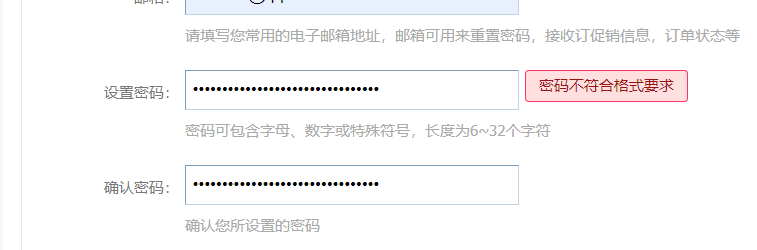 请填写您常用的电子邮箱地址，邮箱可用来重置密码，接收订促销信息，订单状态等
设置密码：
••••••••••••••••••••••••••••••••
密码不符合格式要求
密码可包含字母、数字或特殊符号，长度为6~32个字符
确认密码：
••••••••••••••••••••••••••••••••
确认您所设置的密码